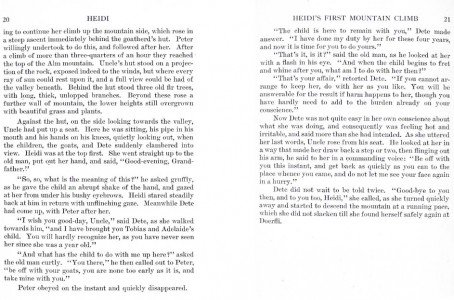 20
HEIDI
ing to continue her climb up the mountain side, which rose in
a steep ascent immediately behind the goatherd's hut. Peter
willingly undertook to do this, and followed after her. After
a climb of more than three-quarters of an hour they reached
the top of the Alm mountain. Uncle's hut stood on a projec-
tion of the rock, exposed indeed to the winds, but where every
ray of sun could rest upon it, and a full view could be had of
the valley beneath. Behind the hut stood three old fir trees,
with long, thick, unlopped branches. Beyond these rose a
further wall of mountain, the lower heights still overgrown
with beautiful grass and plants.
Against the hut, on the side looking towards the valley,
Uncle had put up a seat. Here he was sitting, his pipe in his
mouth and his hands on his knees, quietly looking out, when
the children, the goats, and Dete suddenly clambered into
view. Heidi was at the top first. She went straight up to the
old man, put out her hand, and said, "Good-evening, Grand-
father."
"So, so, what is the meaning of this?" he asked gruffly,
as he gave the child an abrupt shake of the hand, and gazed
at her from under his bushy eyebrows. Heidi stared steadily
back at him in return with unflinching gaze. Meanwhile Dete
had come up, with Peter after her.
"I wish you good-day, Uncle," said Dete, as she walked
towards him, "and I have brought you Tobias and Adelaide's
child. You will hardly recognize her, as you have never seen
her since she was a year old."
"And what has the child to do with me up here?" asked
the old man curtly. "You there," he then called out to Peter,
"be off with your goats, you are none too early as it is, and
take mine with you."
Peter obeyed on the instant and quickly disappeared.
HEIDI'S FIRST MOUNTAIN CLIMB
21
"The child is here to remain with you," Dete made
answer. "I have done my duty by her for these four years,
and now it is time for you to do yours."
"That's it, is it?" said the old man, as he looked at her
with a flash in his eye. "And when the child begins to fret
and whine after you, what am I to do with her then?"
"That's your affair," retorted Dete. "If you cannot ar-
range to keep her, do with her as you like. You will be
answerable for the result if harm happens to her, though you
have hardly need to add to the burden already on your
conscience."
Now Dete was not quite easy in her own conscience about
what she was doing, and consequently was feeling hot and
irritable, and said more than she had intended. As she uttered
her last words, Uncle rose from his seat. He looked at her in
a way that made her draw back a step or two, then flinging out
his arm, he said to her in a commanding voice: "Be off with
you this instant, and get back as quickly as you can to the
place whence you came, and do not let me see your face again
in a hurry."
Dete did not wait to be told twice. "Good-bye to you
then, and to you too, Heidi," she called, as she turned quickly
away and started to descend the mountain at a running pace,
which she did not slacken till she found herself safely again at
Doerfli.